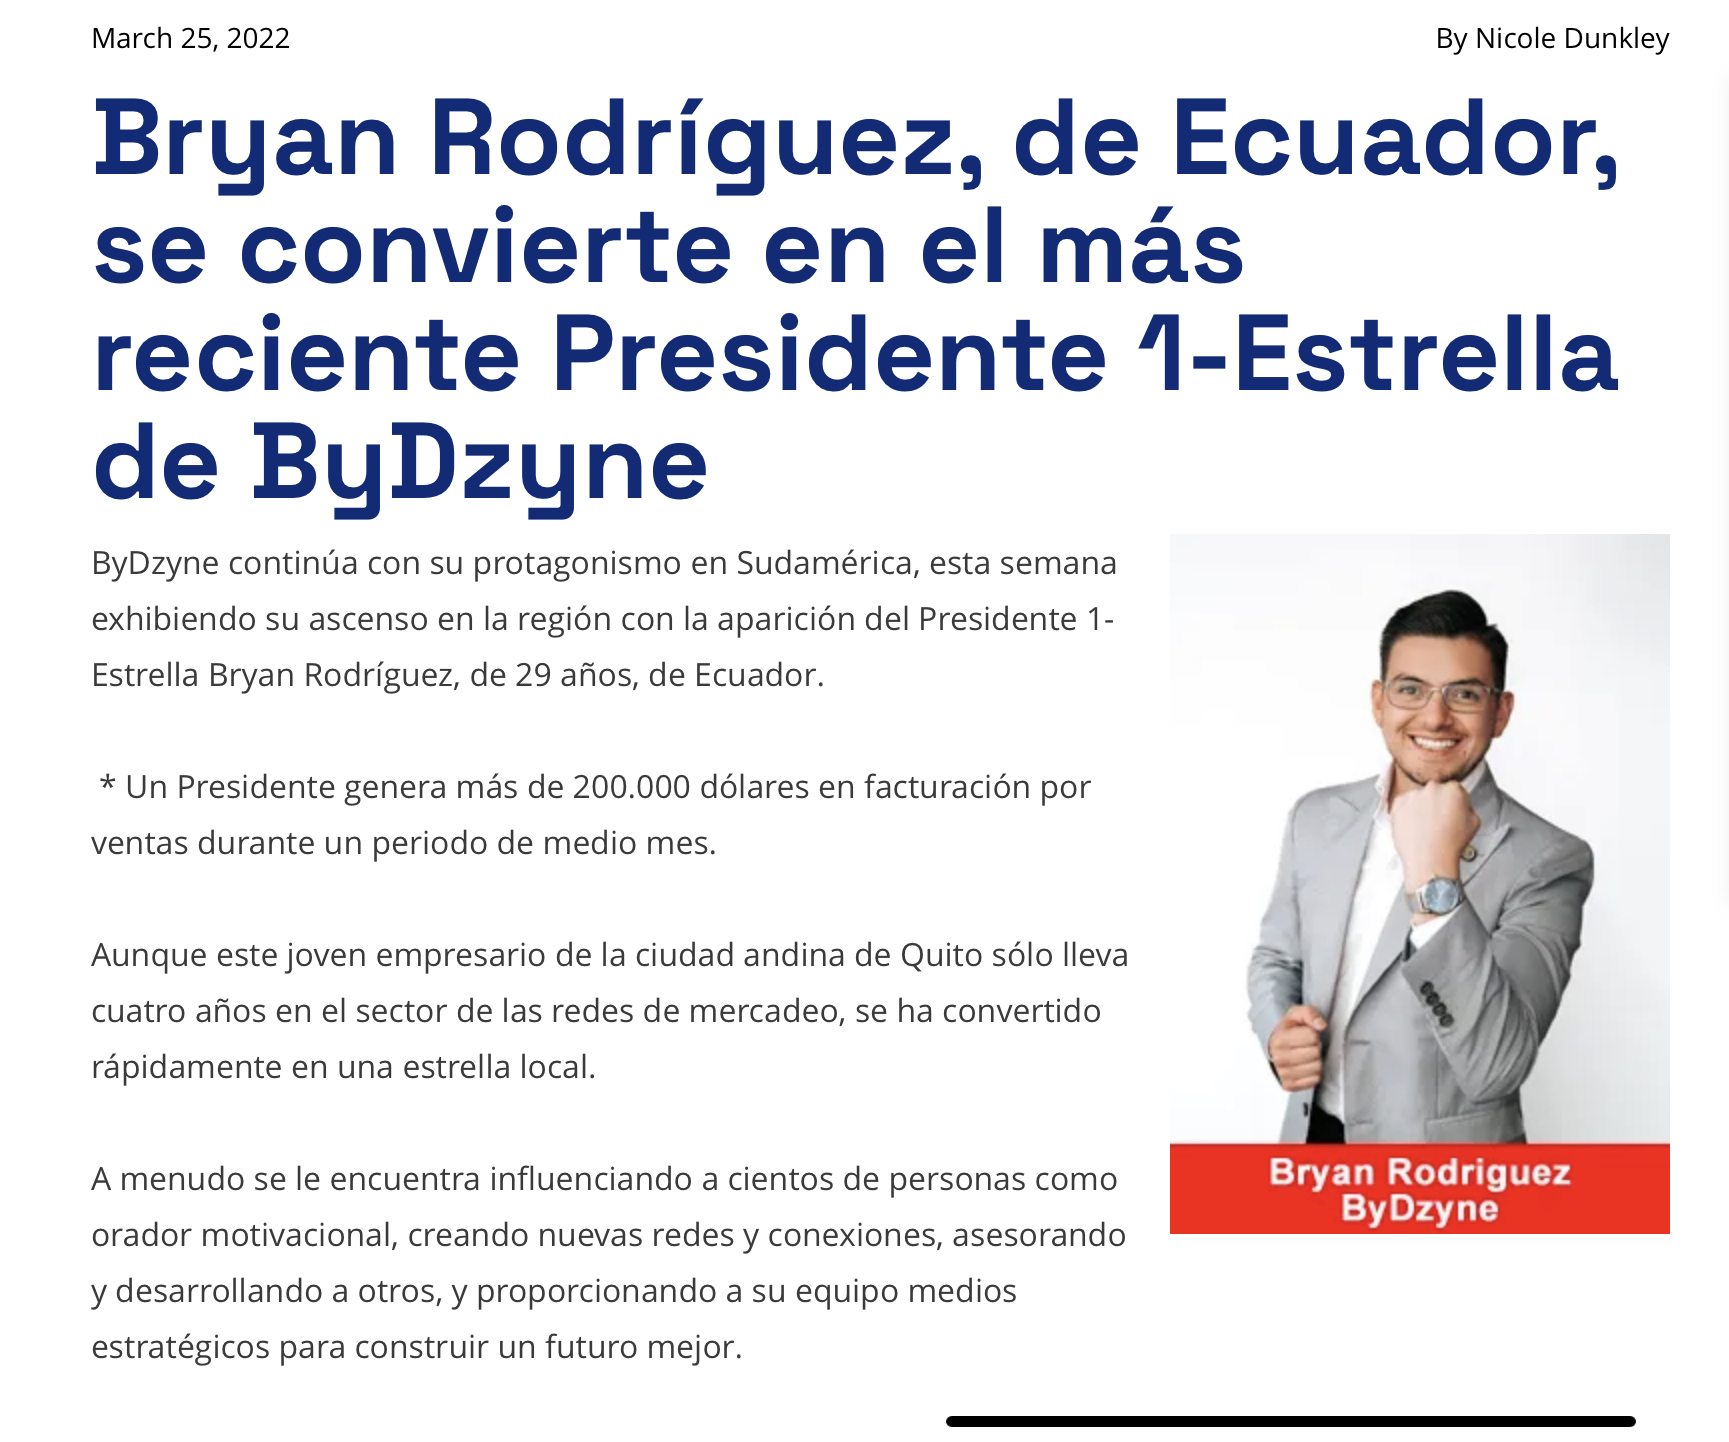 March 25, 2022
By Nicole Dunkley
Bryan Rodríguez, de Ecuador,
se convierte en el más
reciente Presidente 1-Estrella
de ByDzyne
ByDzyne continúa con su protagonismo en Sudamérica, esta semana
exhibiendo su ascenso en la región con la aparición del Presidente 1-
Estrella Bryan Rodríguez, de 29 años, de Ecuador.
* Un Presidente genera más de 200.000 dólares en facturación por
ventas durante un periodo de medio mes.
Aunque este joven empresario de la ciudad andina de Quito sólo lleva
cuatro años en el sector de las redes de mercadeo, se ha convertido
rápidamente en una estrella local.
A menudo se le encuentra influenciando a cientos de personas como
orador motivacional, creando nuevas redes y conexiones, asesorando
y desarrollando a otros, y proporcionando a su equipo medios
estratégicos para construir un futuro mejor.
Bryan Rodriguez
ByDzyne